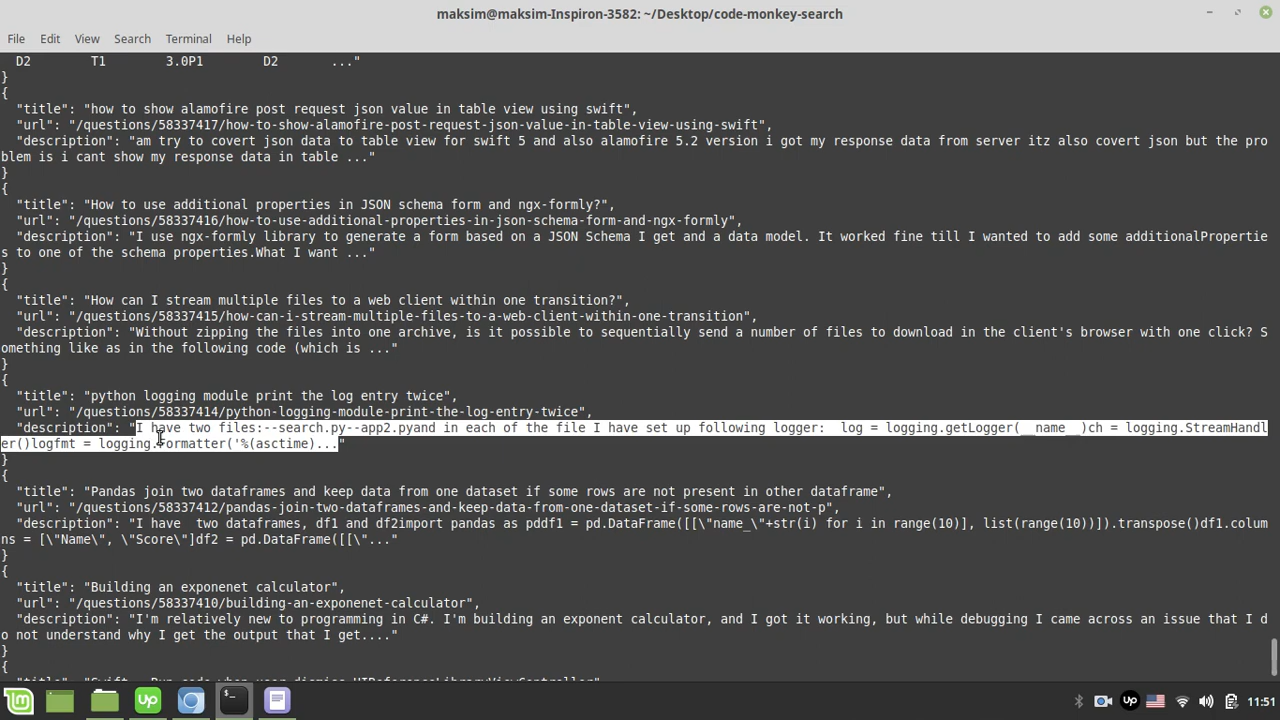 maksim@maksim-Inspiron-3582: ~/Desktop/code-monkey-search
File Edit View Search Terminal Help
D2 T1 3.0P1 D2 ..."
}
{
"title": "how to show alamofire post request json value in table view using swift",
"url": "/questions/58337417/how-to-show-alamofire-post-request-json-value-in-table-view-using-swift",
"description": "am try to covert json data to table view for swift 5 and also alamofire 5.2 version i got my response data from server itz also covert json but the pro
blem is i cant show my response data in table ..."
}
{
"title": "How to use additional properties in JSON schema form and ngx-formly?",
"url": "/questions/58337416/how-to-use-additional-properties-in-json-schema-form-and-ngx-formly",
"description": "I use ngx-formly library to generate a form based on a JSON Schema I get and a data model. It worked fine till I wanted to add some additionalPropertie
s to one of the schema properties.What I want ..."
}
{
"title": "How can I stream multiple files to a web client within one transition?",
"url": "/questions/58337415/how-can-i-stream-multiple-files-to-a-web-client-within-one-transition",
"description": "Without zipping the files into one archive, is it possible to sequentially send a number of files to download in the client's browser with one click? S
omething like as in the following code (which is ..."
}
{
"title": "python logging module print the log entry twice",
"url": "/questions/58337414/python-logging-module-print-the-log-entry-twice",
"description": "I have two files:--search.py--app2.pyand in each of the file I have set up following logger:  log = logging.getLogger(__name__)ch = logging.StreamHandl
er()logfmt = logging.Formatter('%(asctime)..."
}
{
"title": "Pandas join two dataframes and keep data from one dataset if some rows are not present in other dataframe",
"url": "/questions/58337412/pandas-join-two-dataframes-and-keep-data-from-one-dataset-if-some-rows-are-not-p",
"description": "I have  two dataframes, df1 and df2import pandas as pddf1 = pd.DataFrame([[\"name_\"+str(i) for i in range(10)], list(range(10))]).transpose()df1.colum
ns = [\"Name\", \"Score\"]df2 = pd.DataFrame([[\"..."
}
{
"title": "Building an exponenet calculator",
"url": "/questions/58337410/building-an-exponenet-calculator",
"description": "I'm relatively new to programming in C#. I'm building an exponent calculator, and I got it working, but while debugging I came across an issue that I d
o not understand why I get the output that I get...."
}
{
Up
Up
11:51